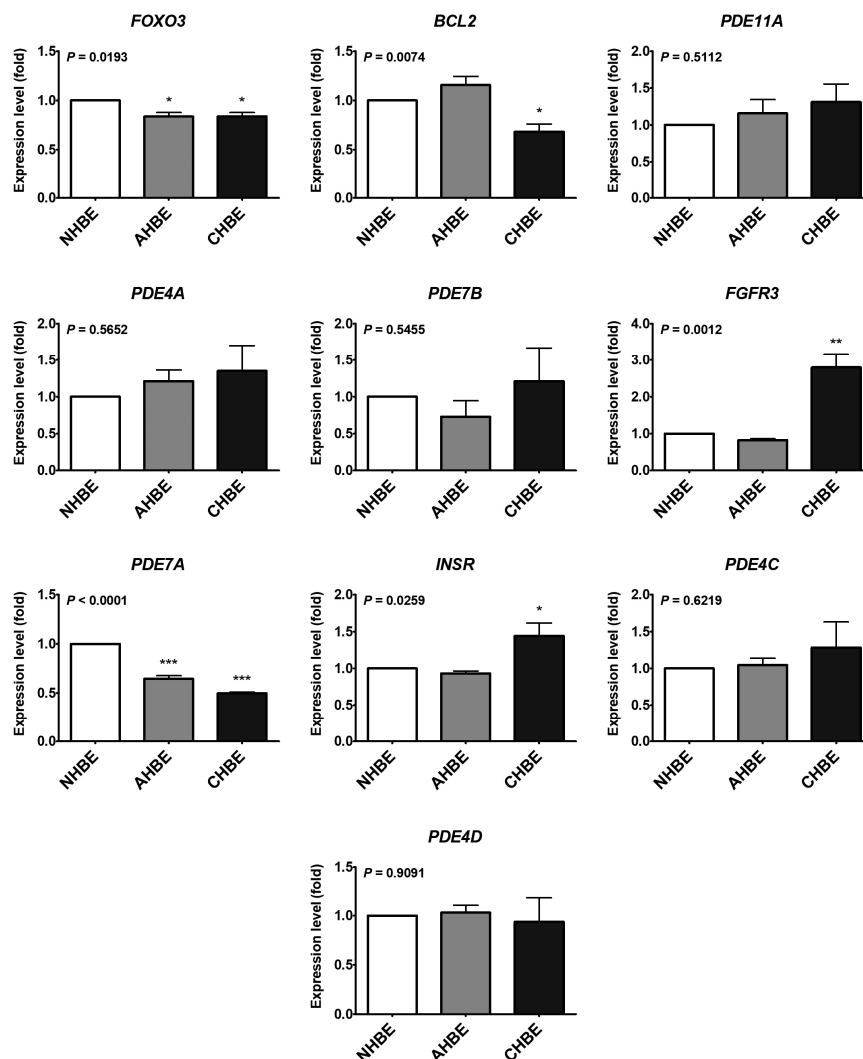 FOXO3
BCL2
PDE11A
Expression level (fold)
1.5
1.0
0.5
0.0
P = 0.0193
*
*
NHBE
AHBE
CHBE
Expression level (fold)
1.5
1.0
0.5
0.0
P = 0.0074
*
NHBE
AHBE
CHBE
Expression level (fold)
2.0
1.5
1.0
0.5
0.0
P = 0.5112
NHBE
AHBE
CHBE
PDE4A
PDE7B
FGFR3
Expression level (fold)
2.0
1.5
1.0
0.5
0.0
P = 0.5652
NHBE
AHBE
CHBE
Expression level (fold)
2.0
1.5
1.0
0.5
0.0
P = 0.5455
NHBE
AHBE
CHBE
Expression level (fold)
4.0
3.0
2.0
1.0
0.0
P = 0.0012
**
NHBE
AHBE
CHBE
PDE7A
INSR
PDE4C
Expression level (fold)
1.5
1.0
0.5
0.0
P < 0.0001
***
***
NHBE
AHBE
CHBE
Expression level (fold)
2.0
1.5
1.0
0.5
0.0
P = 0.0259
*
NHBE
AHBE
CHBE
Expression level (fold)
2.0
1.5
1.0
0.5
0.0
P = 0.6219
NHBE
AHBE
CHBE
PDE4D
Expression level (fold)
1.5
1.0
0.5
0.0
P = 0.9091
NHBE
AHBE
CHBE